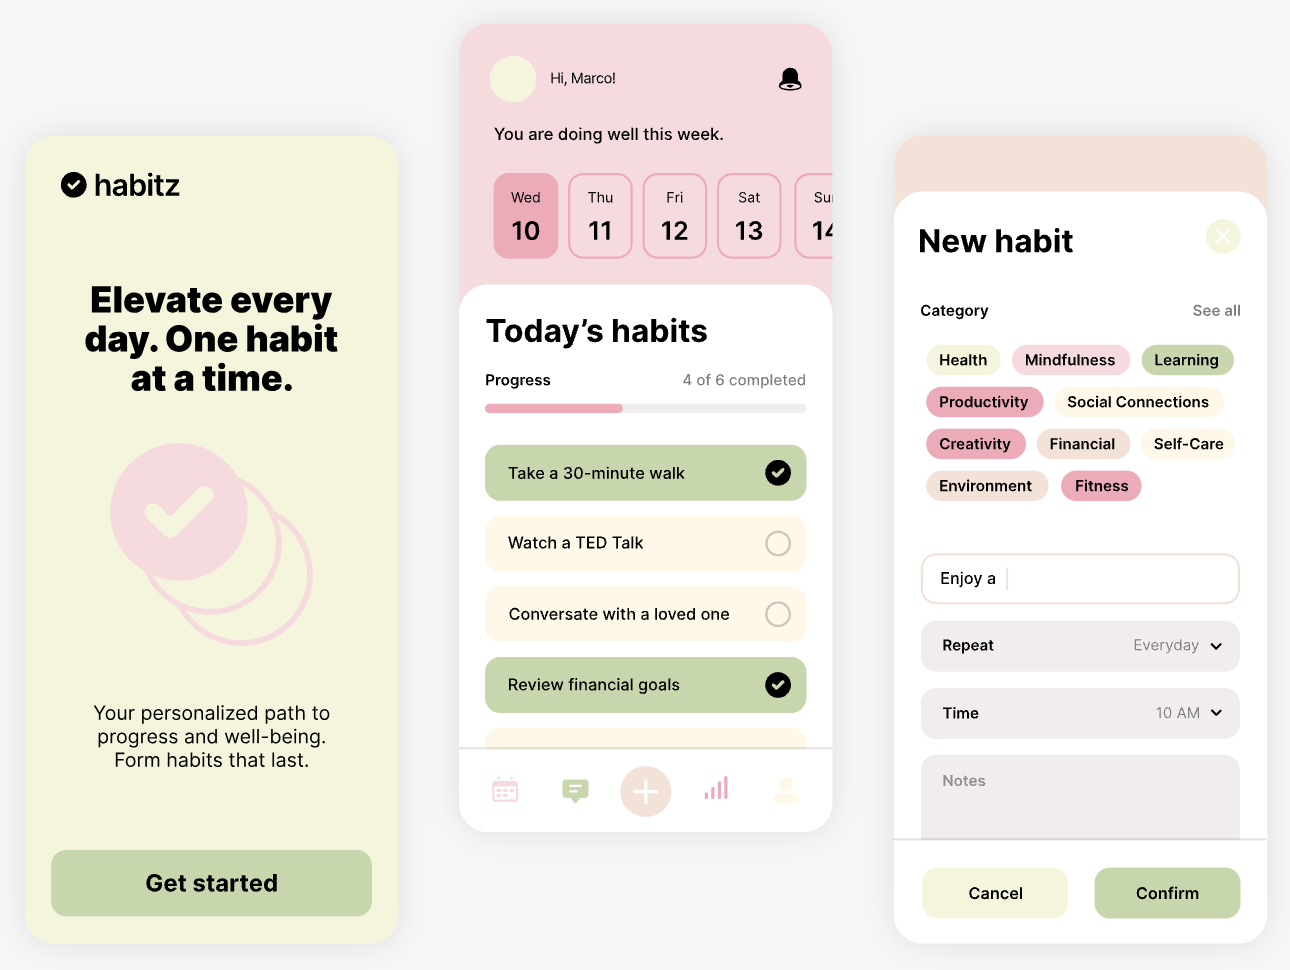 habitz
Elevate every
day. One habit
at a time.
Your personalized path to
progress and well-being.
Form habits that last.
Get started
Hi, Marco!
You are doing well this week.
Wed Thu Fri Sat Sun
10 11 12 13 14
Today's habits
Progress 4 of 6 completed
Take a 30-minute walk
Watch a TED Talk
Conversate with a loved one
Review financial goals
New habit
Category See all
Health Mindfulness Learning
Productivity Social Connections
Creativity Financial Self-Care
Environment Fitness
Enjoy a
Repeat Everyday
Time 10 AM
Notes
Cancel Confirm